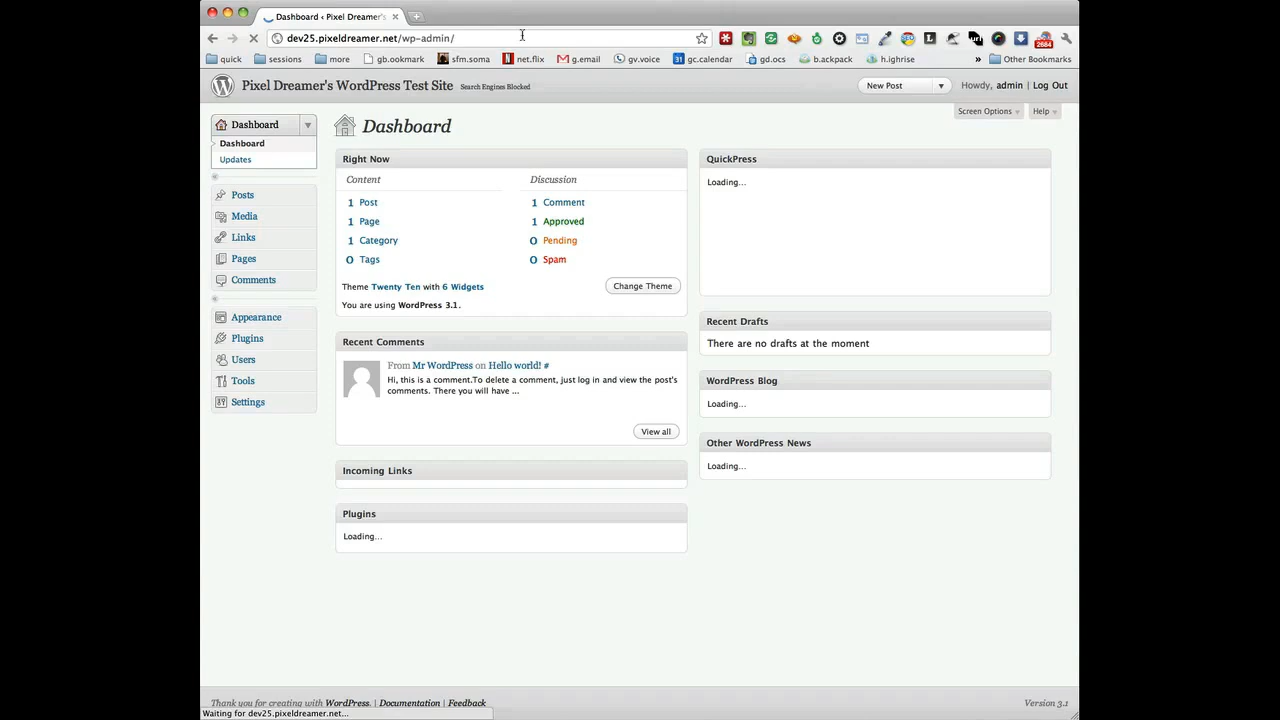 Dashboard ‹ Pixel Dreamer's
dev25.pixeldreamer.net/wp-admin/
2684
quick sessions more gb.ookmark sfm.soma net.flix g.email gv.voice gc.calendar gd.ocs b.ackpack h.ighrise » Other Bookmarks
Pixel Dreamer's WordPress Test Site Search Engines Blocked New Post Howdy, admin | Log Out
Screen Options Help
Dashboard
Dashboard
Updates
Posts
Media
Links
Pages
Comments
Appearance
Plugins
Users
Tools
Settings
Dashboard
Right Now
Content Discussion
1 Post 1 Comment
1 Page 1 Approved
1 Category 0 Pending
0 Tags 0 Spam
Theme Twenty Ten with 6 Widgets Change Theme
You are using WordPress 3.1.
Recent Comments
From Mr WordPress on Hello world! #
Hi, this is a comment.To delete a comment, just log in and view the post's
comments. There you will have ...
View all
Incoming Links
Plugins
Loading...
QuickPress
Loading...
Recent Drafts
There are no drafts at the moment
WordPress Blog
Loading...
Other WordPress News
Loading...
Thank you for creating with WordPress. | Documentation | Feedback Version 3.1
Waiting for dev25.pixeldreamer.net...